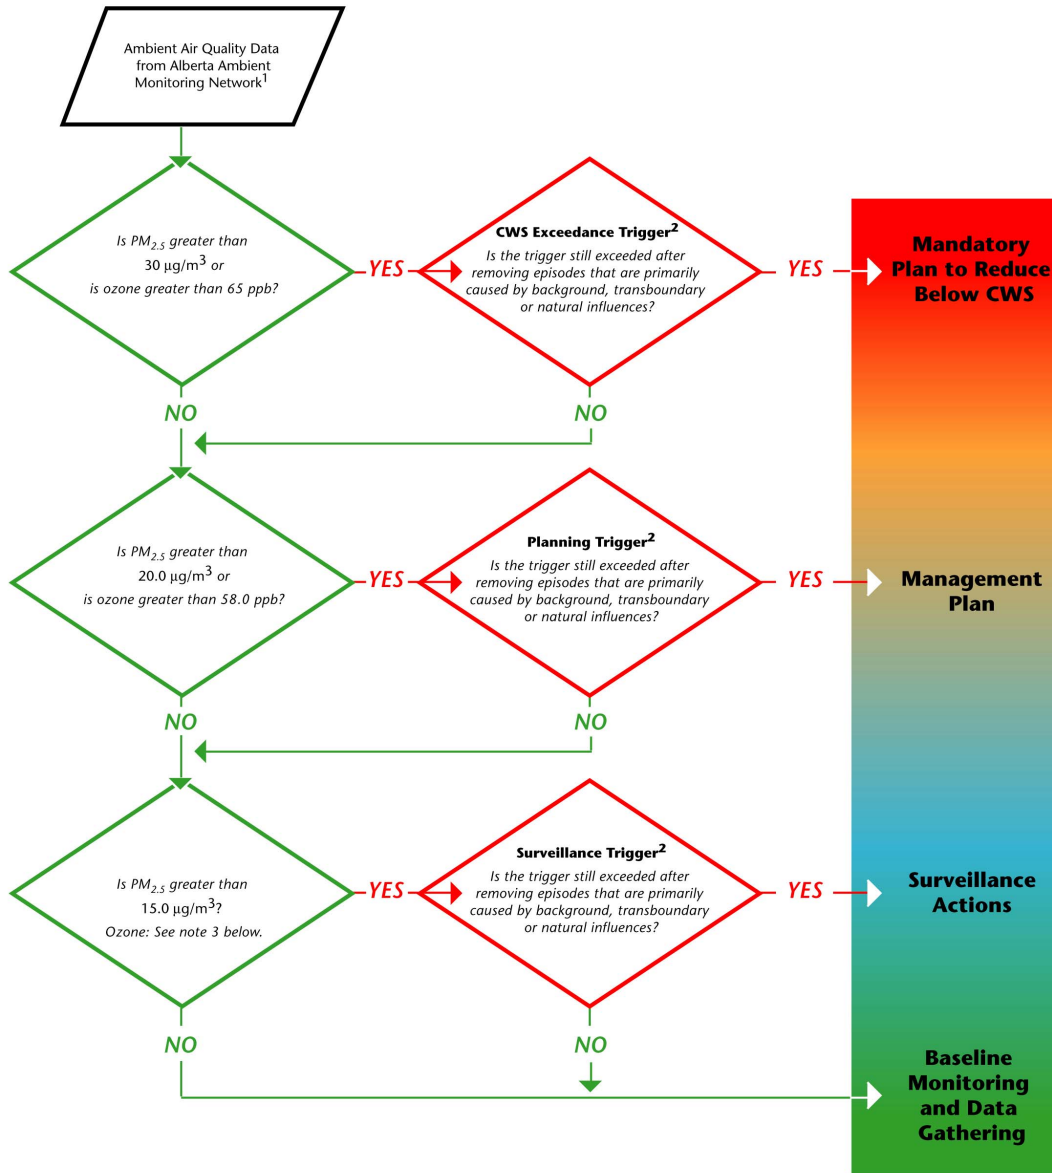 Ambient Air Quality Data
from Alberta Ambient
Monitoring Network1
Is PM2.5 greater than
30 µg/m3 or
is ozone greater than 65 ppb?
YES
CWS Exceedance Trigger2
Is the trigger still exceeded after
removing episodes that are primarily
caused by background, transboundary
or natural influences?
YES
Mandatory
Plan to Reduce
Below CWS
NO
NO
Is PM2.5 greater than
20.0 µg/m3 or
is ozone greater than 58.0 ppb?
YES
Planning Trigger2
Is the trigger still exceeded after
removing episodes that are primarily
caused by background, transboundary
or natural influences?
YES
Management
Plan
NO
NO
Is PM2.5 greater than
15.0 µg/m3?
Ozone: See note 3 below.
YES
Surveillance Trigger2
Is the trigger still exceeded after
removing episodes that are primarily
caused by background, transboundary
or natural influences?
YES
Surveillance
Actions
NO
NO
Baseline
Monitoring
and Data
Gathering